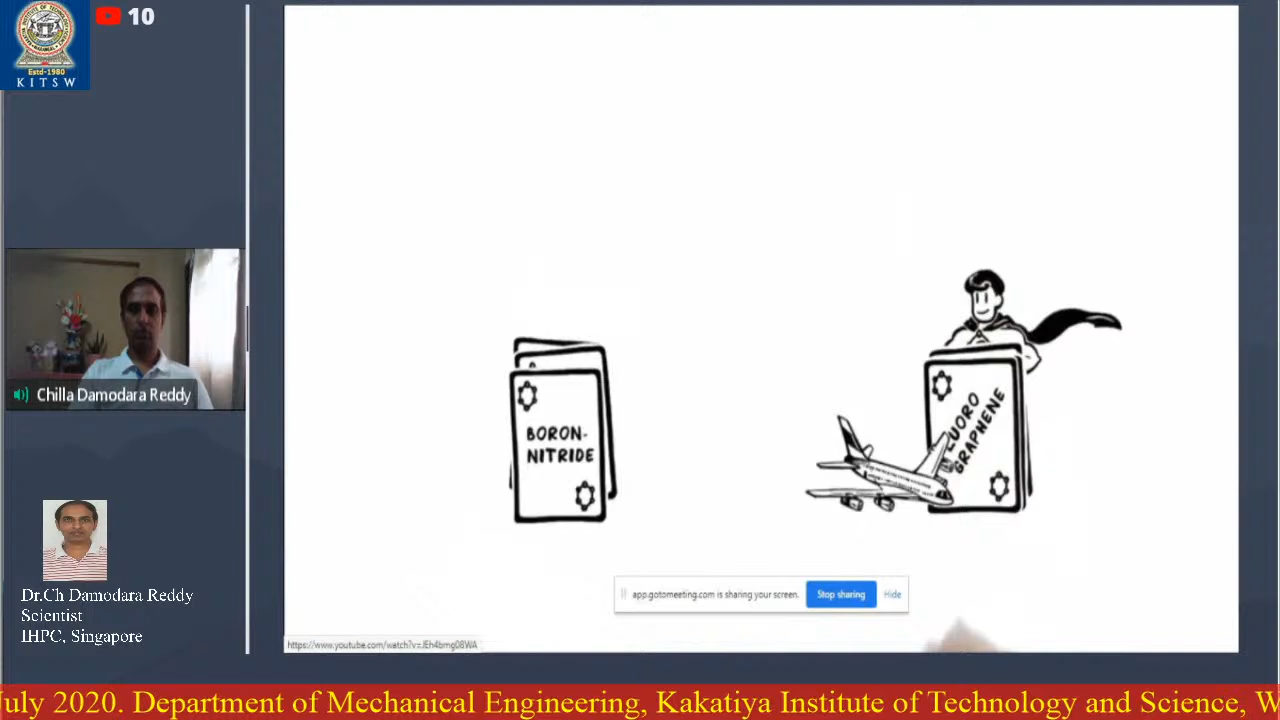 10
Estd-1980
KITSW
Chilla Damodara Reddy
Dr.Ch Damodara Reddy
Scientist
IHPC, Singapore
BORON-
NITRIDE
GRAPHENE
app.gotomeeting.com is sharing your screen.
Stop sharing
Hide
July 2020. Department of Mechanical Engineering, Kakatiya Institute of Technology and Science, W